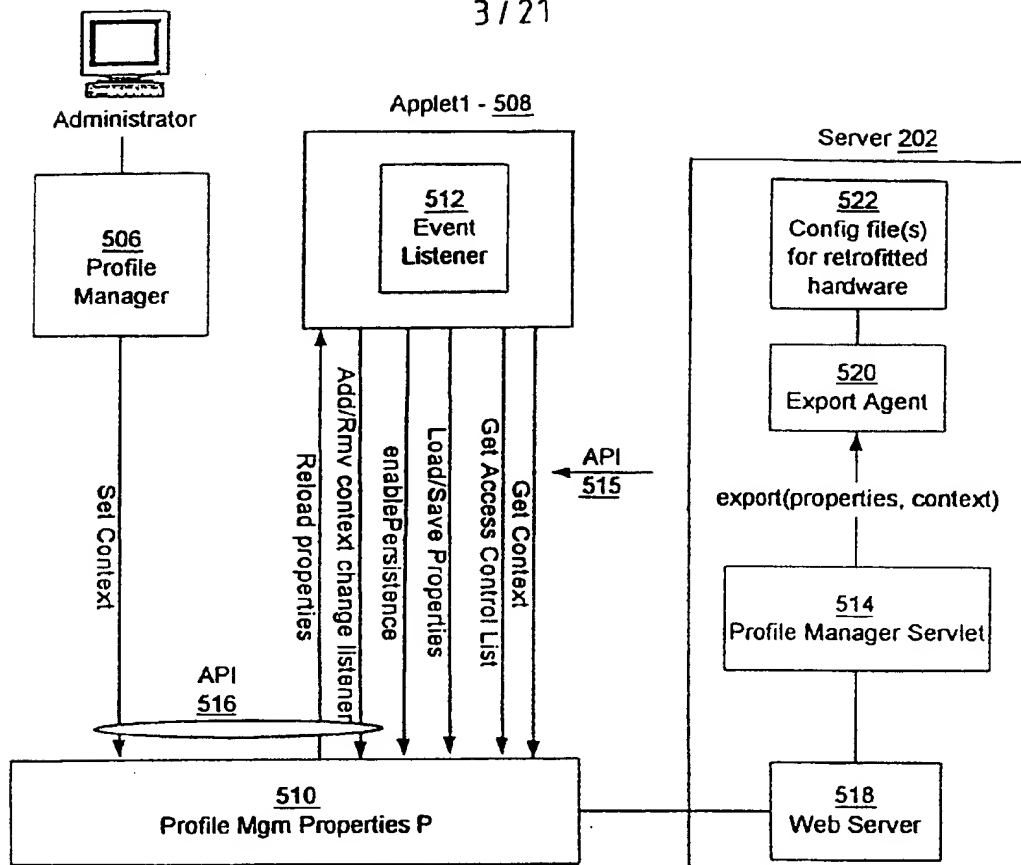 3/21
Administrator
Applet1 - 508
Server 202
506
Profile
Manager
512
Event
Listener
522
Config file(s)
for retrofitted
hardware
520
Export Agent
export(properties, context)
514
Profile Manager Servlet
518
Web Server
Set Context
Reload properties
Add/Rmv context change listener
enablePersistence
Load/Save Properties
Get Access Control List
Get Context
API
515
API
516
510
Profile Mgm Properties P